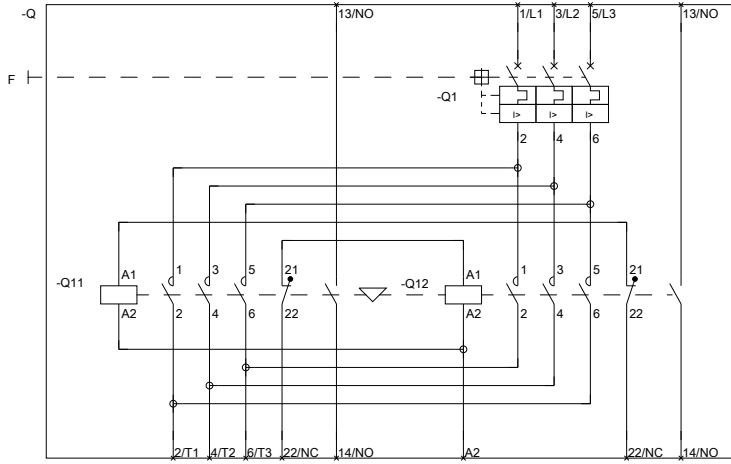 -Q 13/NO 1/L1 3/L2 5/L3 13/NO
F
-Q1
I> I> I>
2 4 6
-Q11 A1 1 3 5 21 -Q12 A1 1 3 5 21
A2 2 4 6 22 A2 2 4 6 22
2/T1 4/T2 6/T3 22/NC 14/NO A2 22/NC 14/NO